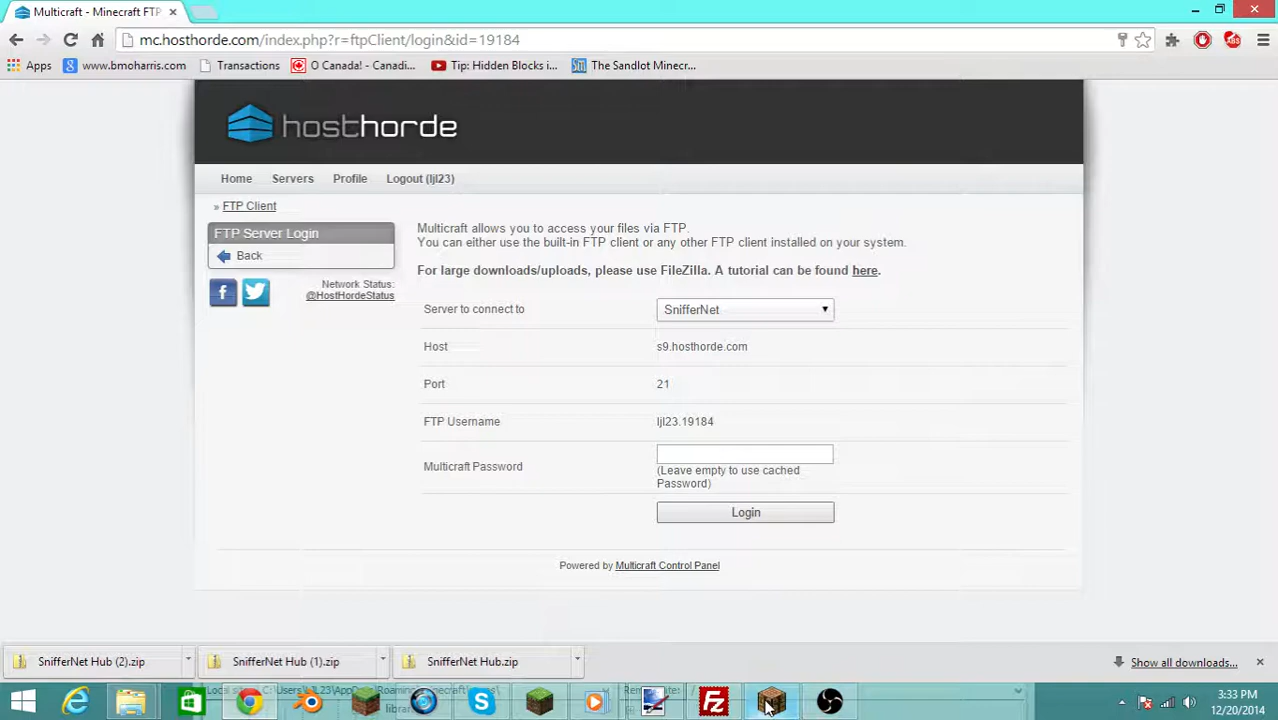 Multicraft - Minecraft FTP
mc.hosthorde.com/index.php?r=ftpClient/login&id=19184
Apps www.bmoharris.com Transactions O Canada! - Canadi... Tip: Hidden Blocks i... The Sandlot Minecr...
hosthorde
Home Servers Profile Logout (ljl23)
» FTP Client
FTP Server Login
Back
Network Status:
@HostHordeStatus
Multicraft allows you to access your files via FTP.
You can either use the built-in FTP client or any other FTP client installed on your system.
For large downloads/uploads, please use FileZilla. A tutorial can be found here.
Server to connect to SnifferNet
Host s9.hosthorde.com
Port 21
FTP Username ljl23.19184
Multicraft Password
(Leave empty to use cached
Password)
Login
Powered by Multicraft Control Panel
SnifferNet Hub (2).zip SnifferNet Hub (1).zip SnifferNet Hub.zip Show all downloads...
3:33 PM
12/20/2014